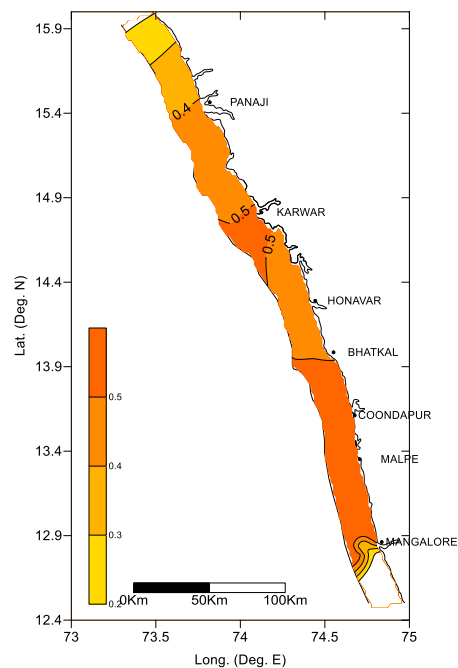 15.9
15.4
14.9
14.4
13.9
13.4
12.9
12.4
Lat. (Deg. N)
0.4
PANAJI
0.5
KARWAR
0.5
HONAVAR
BHATKAL
COONDAPUR
MALPE
MANGALORE
0.5
0.4
0.3
0.2
0Km 50Km 100Km
73 73.5 74 74.5 75
Long. (Deg. E)